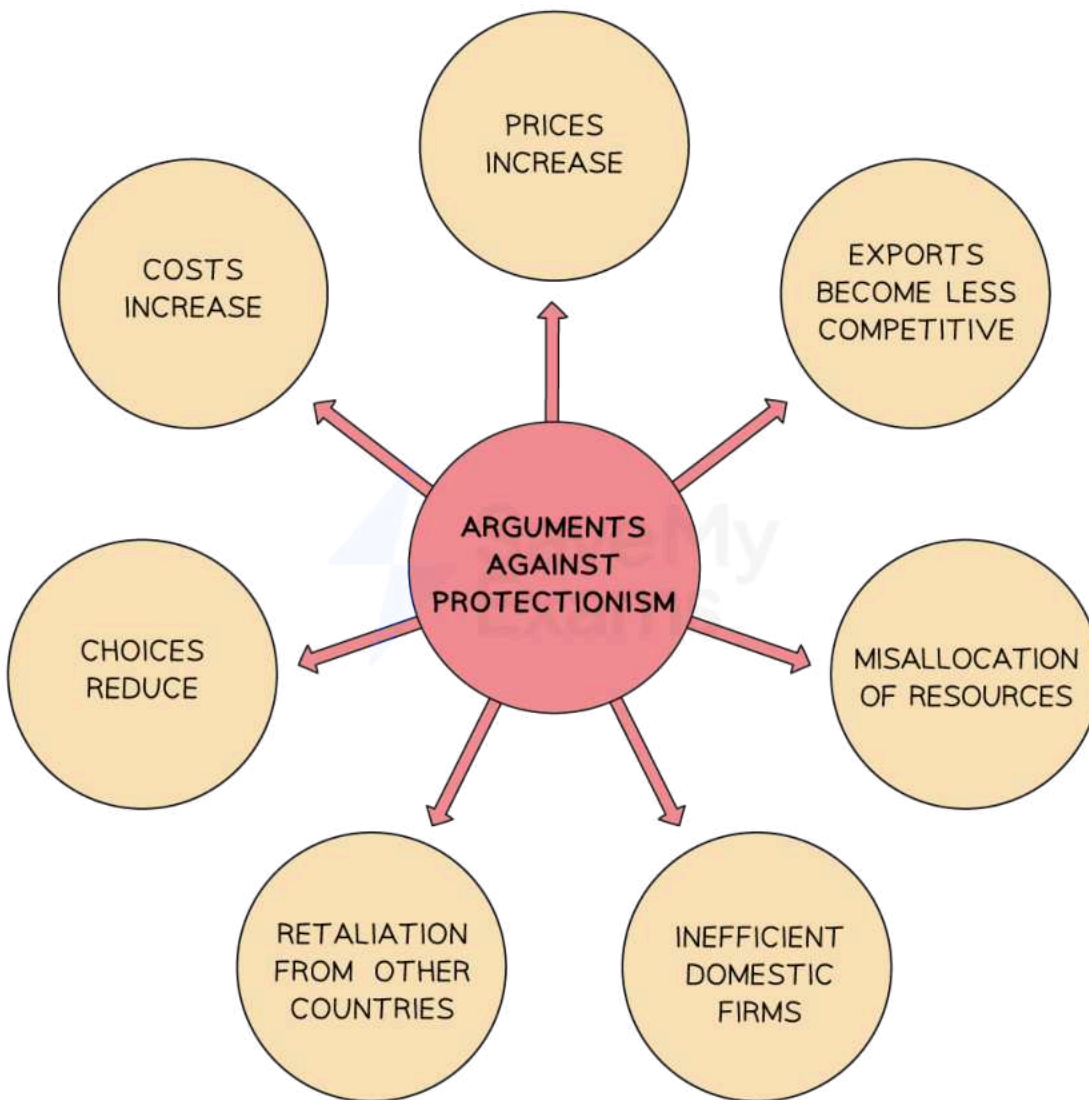 PRICES
INCREASE
EXPORTS
BECOME LESS
COMPETITIVE
MISALLOCATION
OF RESOURCES
INEFFICIENT
DOMESTIC
FIRMS
RETALIATION
FROM OTHER
COUNTRIES
CHOICES
REDUCE
COSTS
INCREASE
ARGUMENTS
AGAINST
PROTECTIONISM